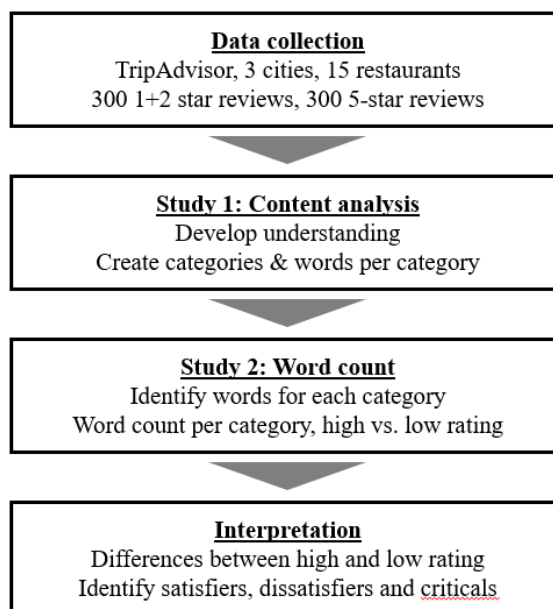 Data collection
TripAdvisor, 3 cities, 15 restaurants
300 1+2 star reviews, 300 5-star reviews
Study 1: Content analysis
Develop understanding
Create categories & words per category
Study 2: Word count
Identify words for each category
Word count per category, high vs. low rating
Interpretation
Differences between high and low rating
Identify satisfiers, dissatisfiers and criticals